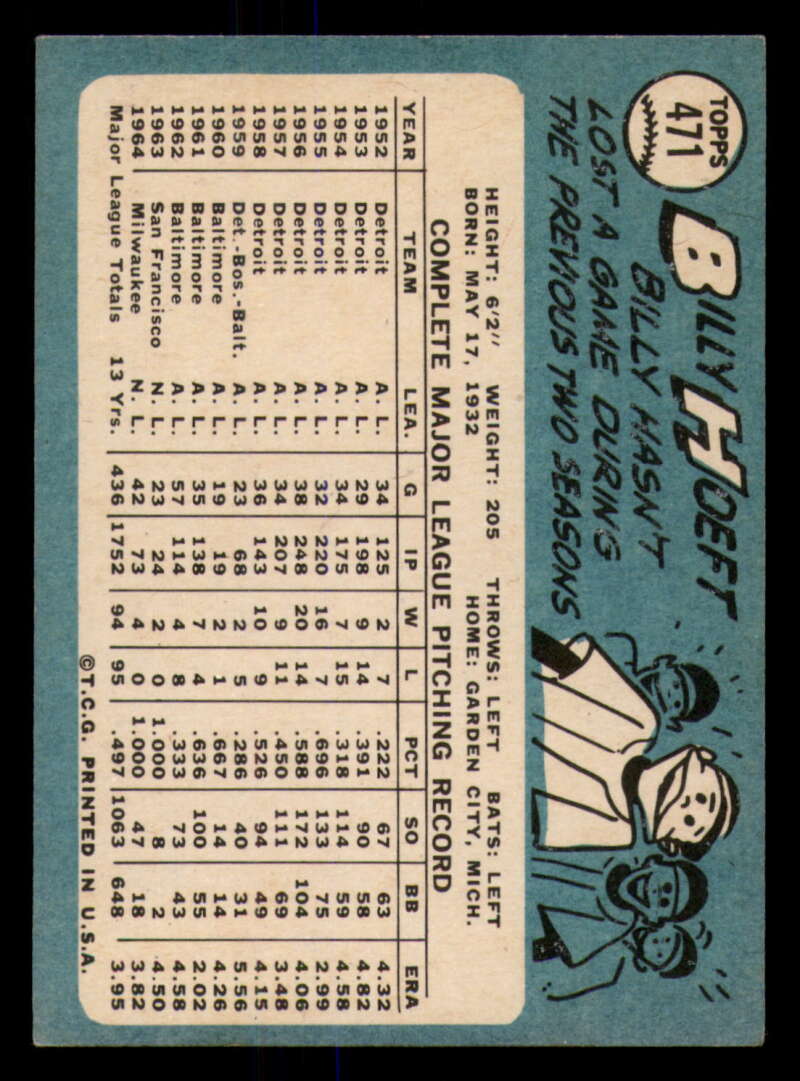 TOPPS
471
BILLY HOEFT
BILLY HASN'T
LOST A GAME DURING
THE PREVIOUS TWO SEASONS
HEIGHT: 6'2" WEIGHT: 205 THROWS: LEFT BATS: LEFT
BORN: MAY 17, 1932 HOME: GARDEN CITY, MICH.
COMPLETE MAJOR LEAGUE PITCHING RECORD
YEAR TEAM LEA. G IP W L PCT SO BB ERA
1952 Detroit A. L. 34 125 2 7 .222 67 63 4.32
1953 Detroit A. L. 29 198 9 14 .391 90 58 4.82
1954 Detroit A. L. 34 175 7 15 .318 114 59 4.58
1955 Detroit A. L. 32 220 16 7 .696 133 75 2.99
1956 Detroit A. L. 38 248 20 14 .588 172 104 4.06
1957 Detroit A. L. 34 207 9 11 .450 111 69 3.48
1958 Detroit A. L. 36 143 10 9 .526 94 49 4.15
1959 Det.-Bos.-Balt. A. L. 23 68 2 5 .286 40 31 5.56
1960 Baltimore A. L. 19 19 2 1 .667 14 14 4.26
1961 Baltimore A. L. 35 138 7 4 .636 100 55 2.02
1962 Baltimore A. L. 57 114 4 8 .333 73 43 4.58
1963 San Francisco N. L. 23 24 2 0 1.000 8 2 4.50
1964 Milwaukee N. L. 42 73 4 0 1.000 47 18 3.82
Major League Totals 13 Yrs. 436 1752 94 95 .497 1063 648 3.95
©T.C.G. PRINTED IN U.S.A.